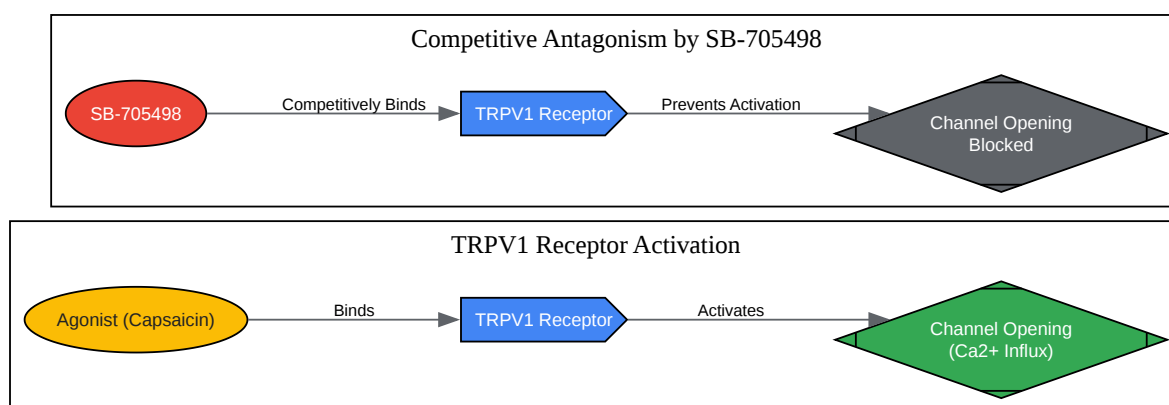 Competitive Antagonism by SB-705498
SB-705498
Competitively Binds
TRPV1 Receptor
Prevents Activation
Channel Opening
Blocked
TRPV1 Receptor Activation
Agonist (Capsaicin)
Binds
TRPV1 Receptor
Activates
Channel Opening
(Ca2+ Influx)